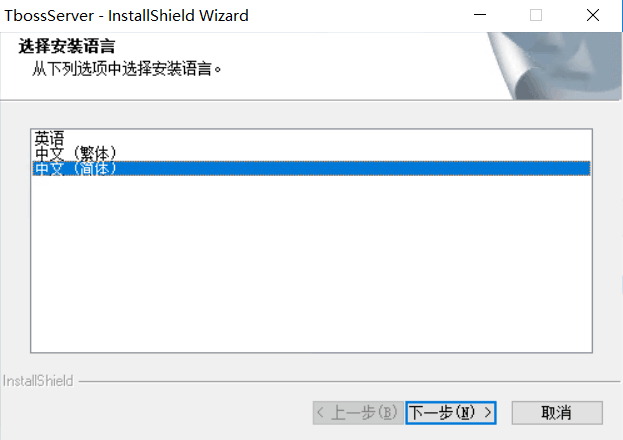 TbossServer - InstallShield Wizard
选择安装语言
从下列选项中选择安装语言。
英语
中文 (繁体)
中文 (简体)
InstallShield
< 上一步(B) 下一步(N) > 取消